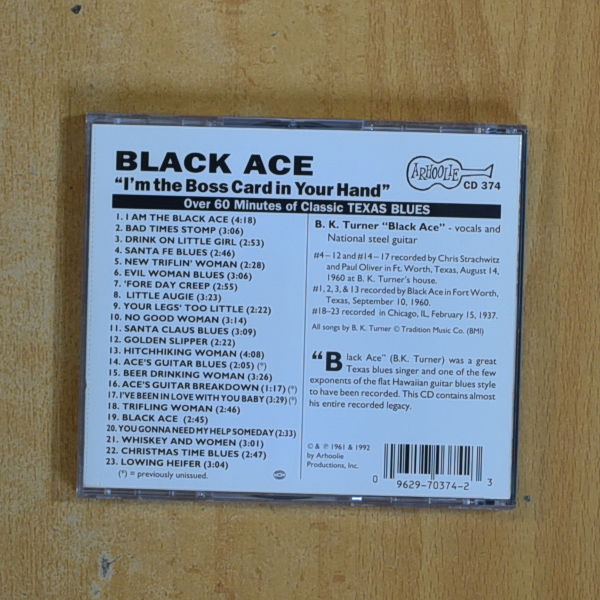 BLACK ACE
"I'm the Boss Card in Your Hand"
ARHOOLIE
CD 374
Over 60 Minutes of Classic TEXAS BLUES
1. I AM THE BLACK ACE (4:18)
2. BAD TIMES STOMP (3:06)
3. DRINK ON LITTLE GIRL (2:53)
4. SANTA FE BLUES (2:46)
5. NEW TRIFLIN' WOMAN (2:28)
6. EVIL WOMAN BLUES (3:06)
7. 'FORE DAY CREEP (2:55)
8. LITTLE AUGIE (3:23)
9. YOUR LEGS' TOO LITTLE (2:22)
10. NO GOOD WOMAN (3:14)
11. SANTA CLAUS BLUES (3:09)
12. GOLDEN SLIPPER (2:22)
13. HITCHHIKING WOMAN (4:08)
14. ACE'S GUITAR BLUES (2:05) (*)
15. BEER DRINKING WOMAN (3:26)
16. ACE'S GUITAR BREAKDOWN (1:17) (*)
17. I'VE BEEN IN LOVE WITH YOU BABY (3:29) (*)
18. TRIFLING WOMAN (2:46)
19. BLACK ACE (2:45)
20. YOU GONNA NEED MY HELP SOMEDAY (2:33)
21. WHISKEY AND WOMEN (3:01)
22. CHRISTMAS TIME BLUES (2:47)
23. LOWING HEIFER (3:04)
(*) = previously unissued.
B. K. Turner "Black Ace" - vocals and
National steel guitar
#4–12 and #14–17 recorded by Chris Strachwitz
and Paul Oliver in Ft. Worth, Texas, August 14,
1960 at B. K. Turner's house.
#1, 2, 3, & 13 recorded by Black Ace in Fort Worth,
Texas, September 10, 1960.
#18–23 recorded in Chicago, IL, February 15, 1937.
All songs by B. K. Turner © Tradition Music Co. (BMI)
"Black Ace" (B.K. Turner) was a great
Texas blues singer and one of the few
exponents of the flat Hawaiian guitar blues style
to have been recorded. This CD contains almost
his entire recorded legacy.
© & ℗ 1961 & 1992
by Arhoolie
Productions, Inc.
0 9629-70374-2 3